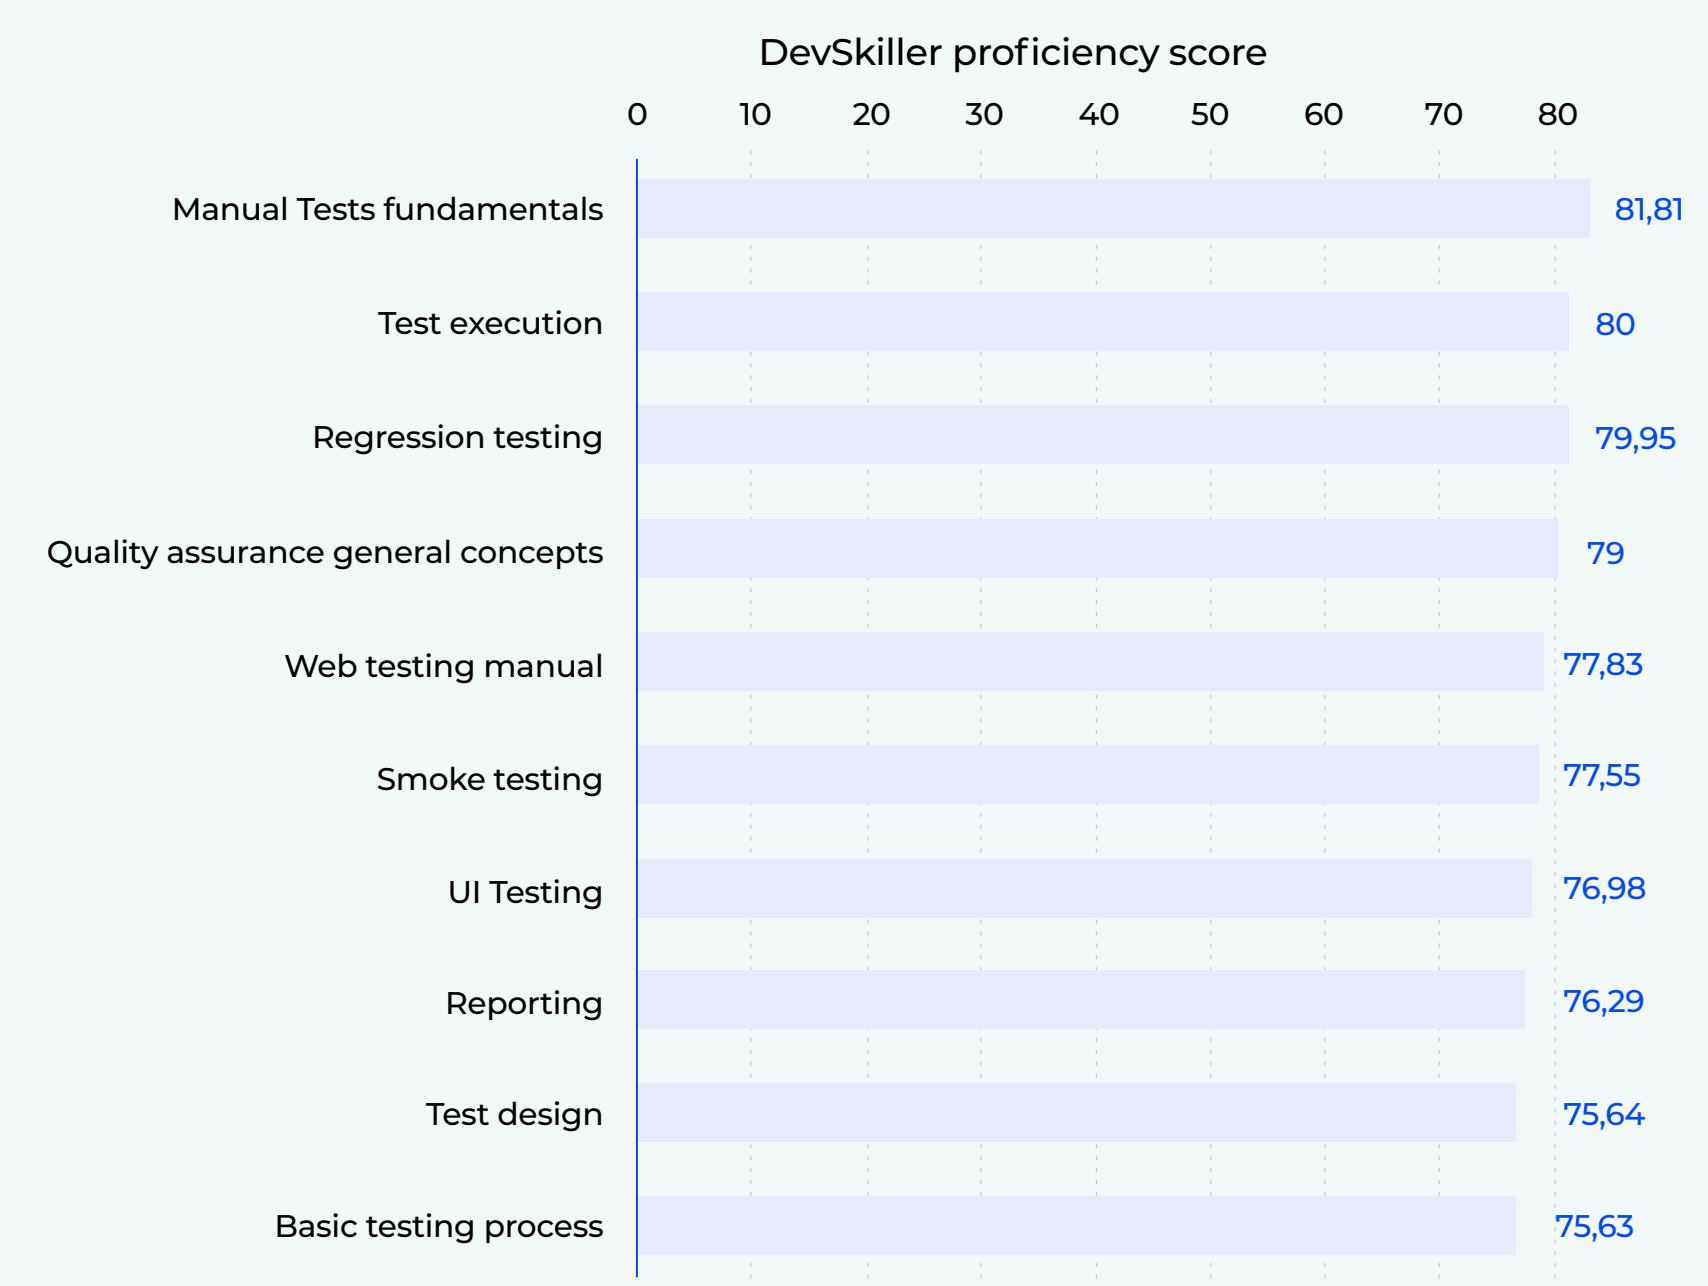 DevSkiller proficiency score
0 10 20 30 40 50 60 70 80
Manual Tests fundamentals 81,81
Test execution 80
Regression testing 79,95
Quality assurance general concepts 79
Web testing manual 77,83
Smoke testing 77,55
UI Testing 76,98
Reporting 76,29
Test design 75,64
Basic testing process 75,63